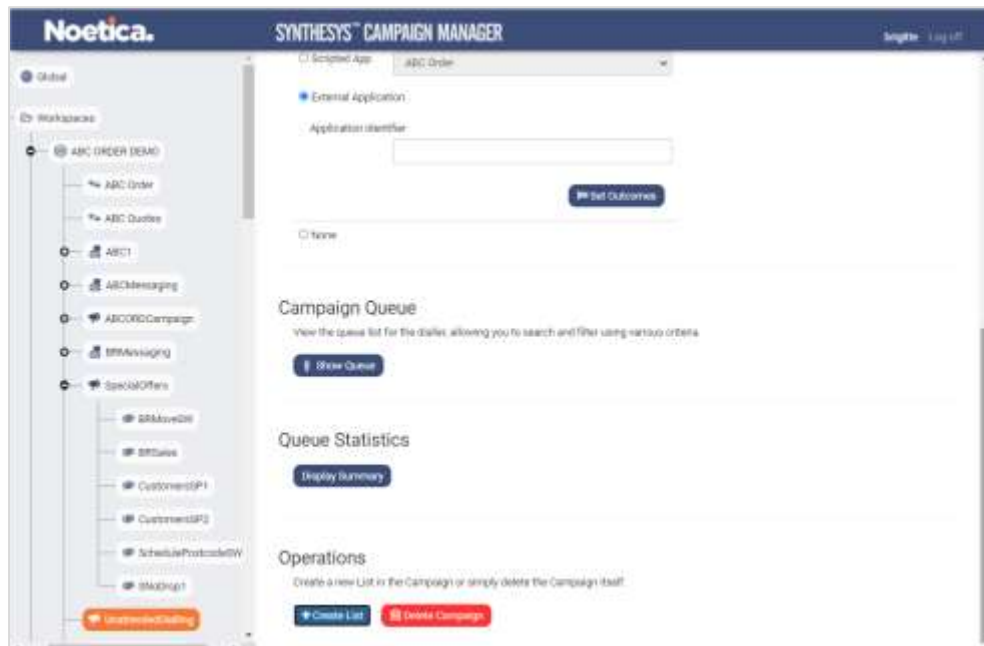 Noetica.
SYNTHESYS™ CAMPAIGN MANAGER
brigitte Log off
Global
Workspaces
ABC ORDER DEMO
ABC Order
ABC Quotes
ABC1
ABCMessaging
ABCORDCampaign
BRMessaging
SpecialOffers
BRMoveSW
BRSales
CustomersSP1
CustomersSP2
SchedulePostcodeSW
UnattendedDialling
Scripted App
ABC Order
External Application
Application Identifier
Set Outcomes
None
Campaign Queue
View the queue list for the dialler, allowing you to search and filter using various criteria
Show Queue
Queue Statistics
Display Summary
Operations
Create a new List in the Campaign or simply delete the Campaign itself
Create List
Delete Campaign